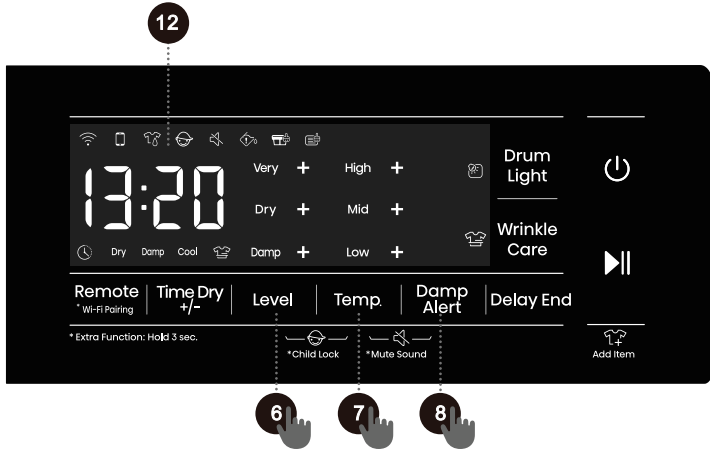 12
13:20
Very + High +
Dry + Mid +
Dry Damp Cool Damp + Low +
Drum
Light
Wrinkle
Care
Remote
* Wi-Fi Pairing
Time Dry
+/-
Level
Temp.
Damp
Alert
Delay End
* Extra Function: Hold 3 sec.
*Child Lock
*Mute Sound
Add Item
6
7
8